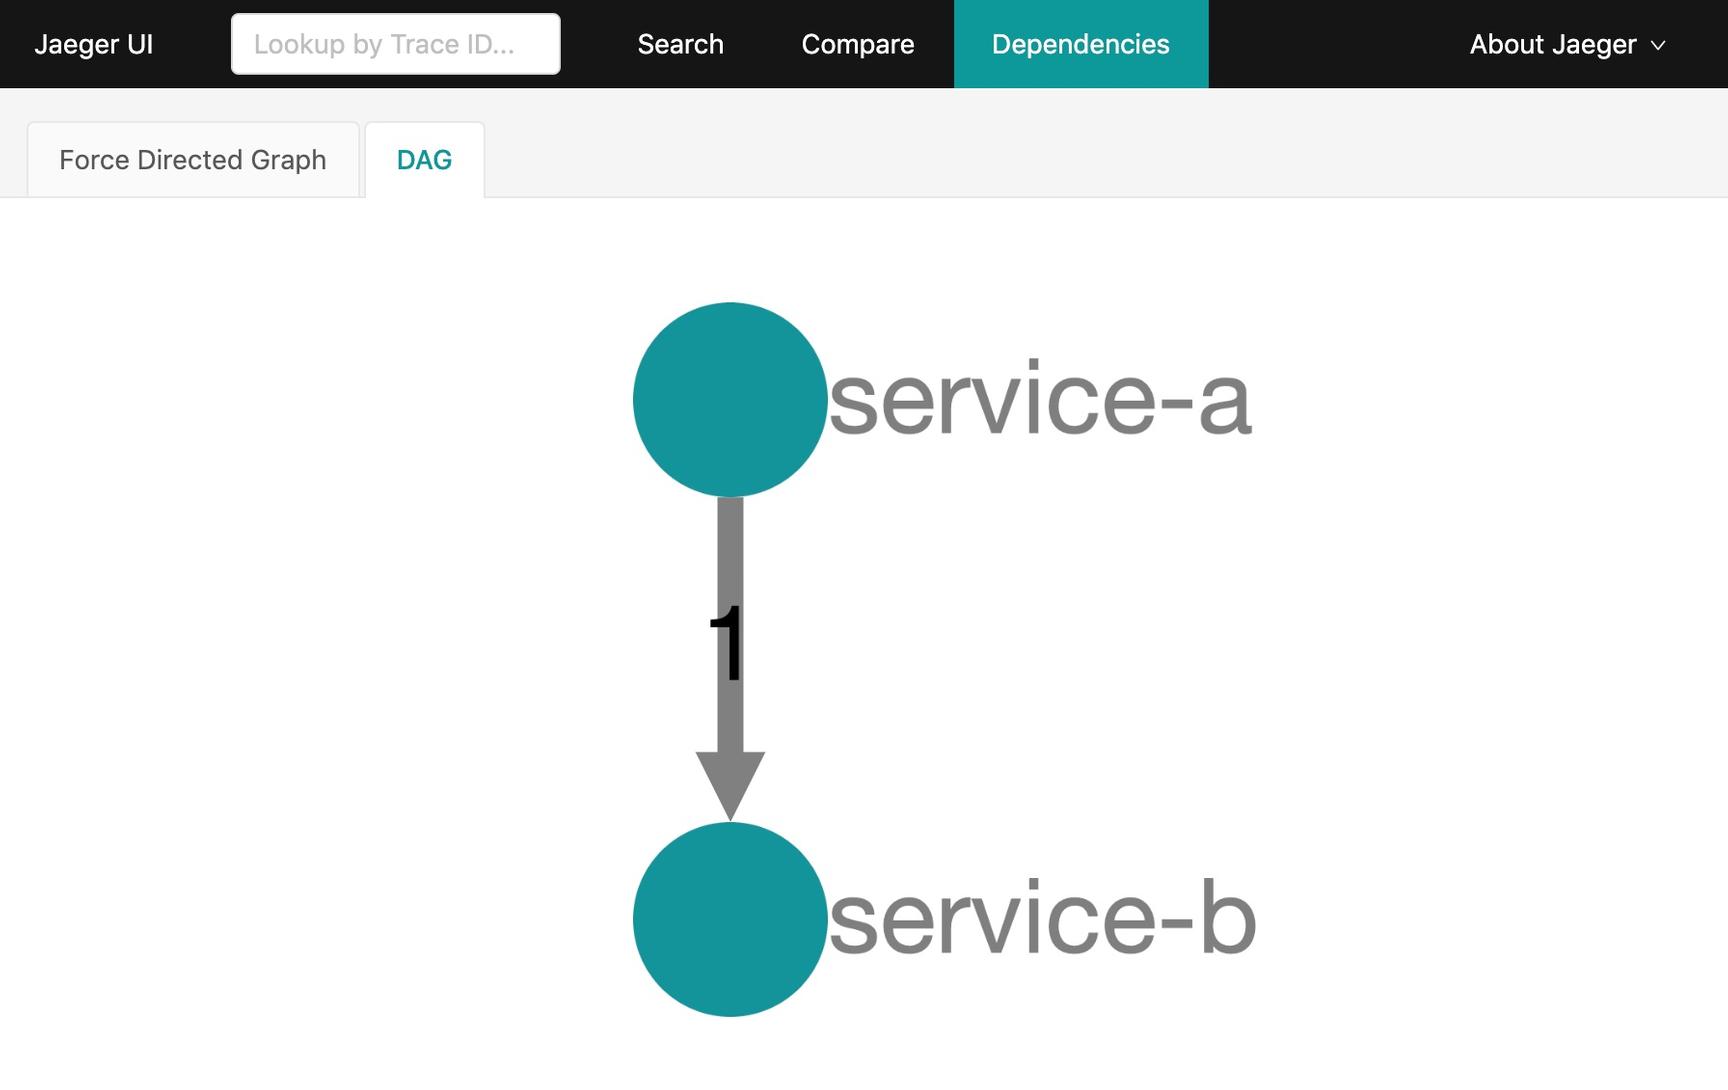 Jaeger UI
Lookup by Trace ID...
Search
Compare
Dependencies
About Jaeger
Force Directed Graph
DAG
service-a
1
service-b